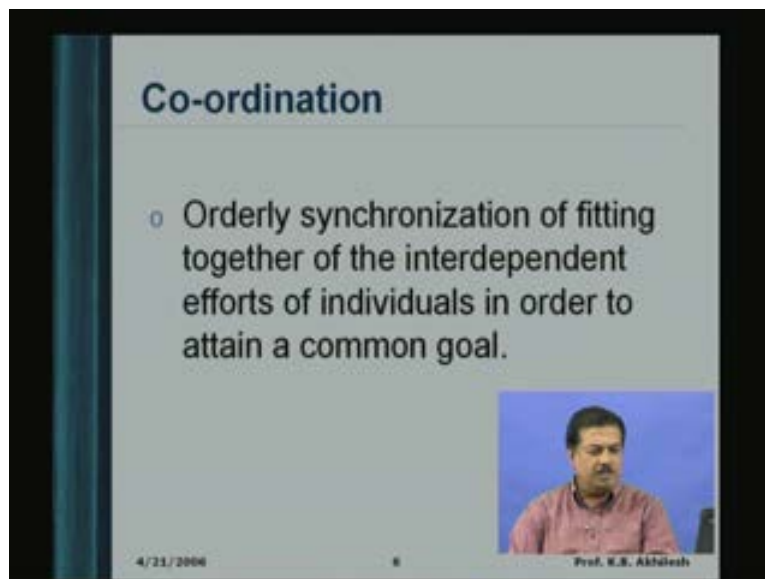 Co-ordination
o Orderly synchronization of fitting
together of the interdependent
efforts of individuals in order to
attain a common goal.
4/21/2006 6 Prof. K.B. Akhilesh